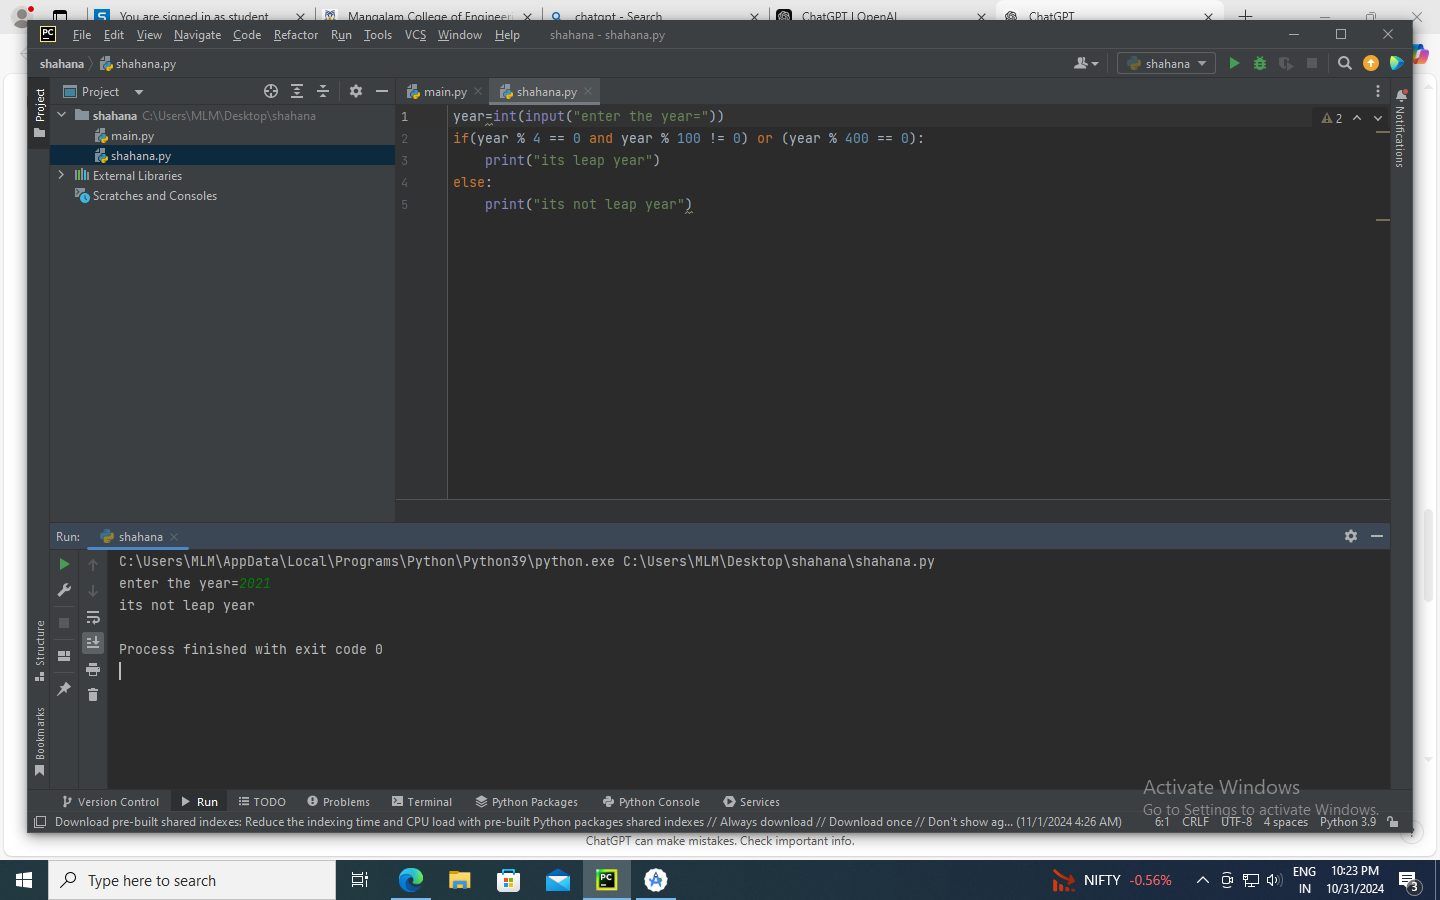 You are signed in as student
Mangalam College of Engineeri
chatgpt - Search
ChatGPT | OpenAI
ChatGPT
PC File Edit View Navigate Code Refactor Run Tools VCS Window Help shahana - shahana.py
shahana shahana.py shahana
Project
main.py shahana.py
shahana C:\Users\MLM\Desktop\shahana
main.py
shahana.py
External Libraries
Scratches and Consoles
Project
Structure
Bookmarks
Notifications
1 year=int(input("enter the year="))
2 if(year % 4 == 0 and year % 100 != 0) or (year % 400 == 0):
3 print("its leap year")
4 else:
5 print("its not leap year")
2
Run: shahana
C:\Users\MLM\AppData\Local\Programs\Python\Python39\python.exe C:\Users\MLM\Desktop\shahana\shahana.py
enter the year=2021
its not leap year
Process finished with exit code 0
Activate Windows
Go to Settings to activate Windows.
Version Control Run TODO Problems Terminal Python Packages Python Console Services
Download pre-built shared indexes: Reduce the indexing time and CPU load with pre-built Python packages shared indexes // Always download // Download once // Don't show ag... (11/1/2024 4:26 AM) 6:1 CRLF UTF-8 4 spaces Python 3.9
ChatGPT can make mistakes. Check important info.
Type here to search
PC
NIFTY -0.56%
ENG
IN
10:23 PM
10/31/2024
3